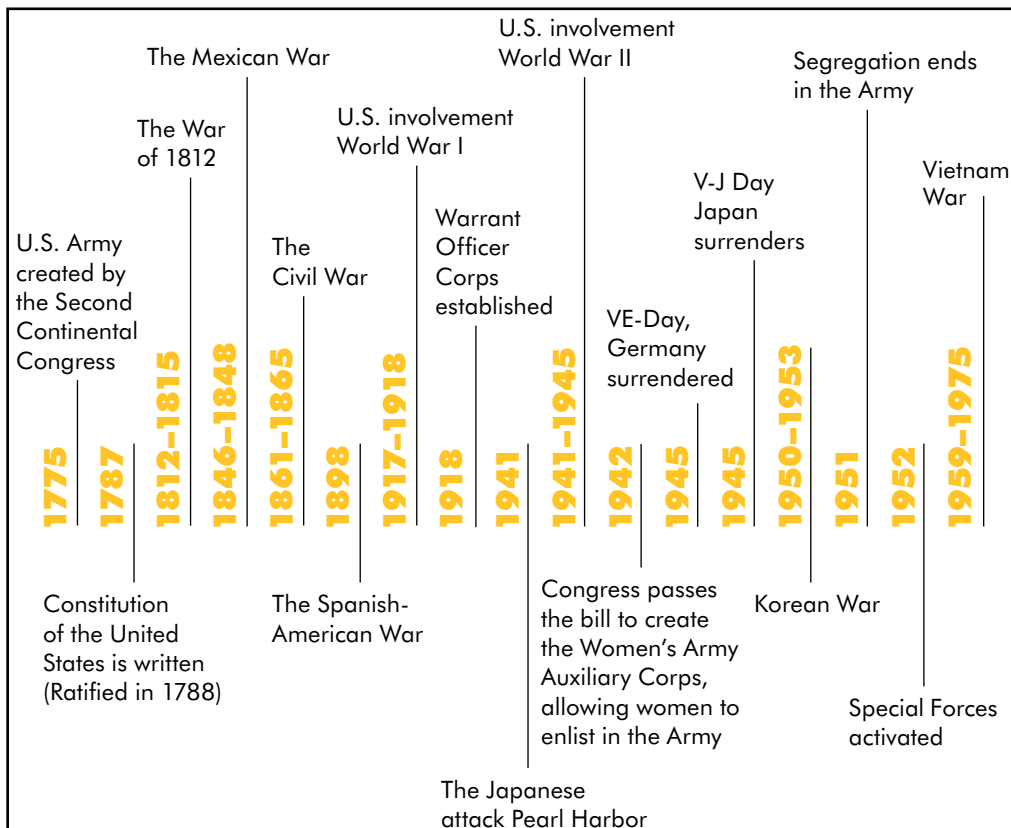 U.S. involvement
World War II
The Mexican War
Segregation ends
in the Army
U.S. involvement
World War I
The War
of 1812
Vietnam
War
V-J Day
Japan
surrenders
Warrant
Officer
Corps
established
U.S. Army
created by
the Second
Continental
Congress
The
Civil War
VE-Day,
Germany
surrendered
1775
1787
1812–1815
1846–1848
1861–1865
1898
1917–1918
1918
1941
1941–1945
1942
1945
1945
1950–1953
1951
1952
1959–1975
Constitution
of the United
States is written
(Ratified in 1788)
The Spanish-
American War
Congress passes
the bill to create
the Women’s Army
Auxiliary Corps,
allowing women to
enlist in the Army
Korean War
Special Forces
activated
The Japanese
attack Pearl Harbor